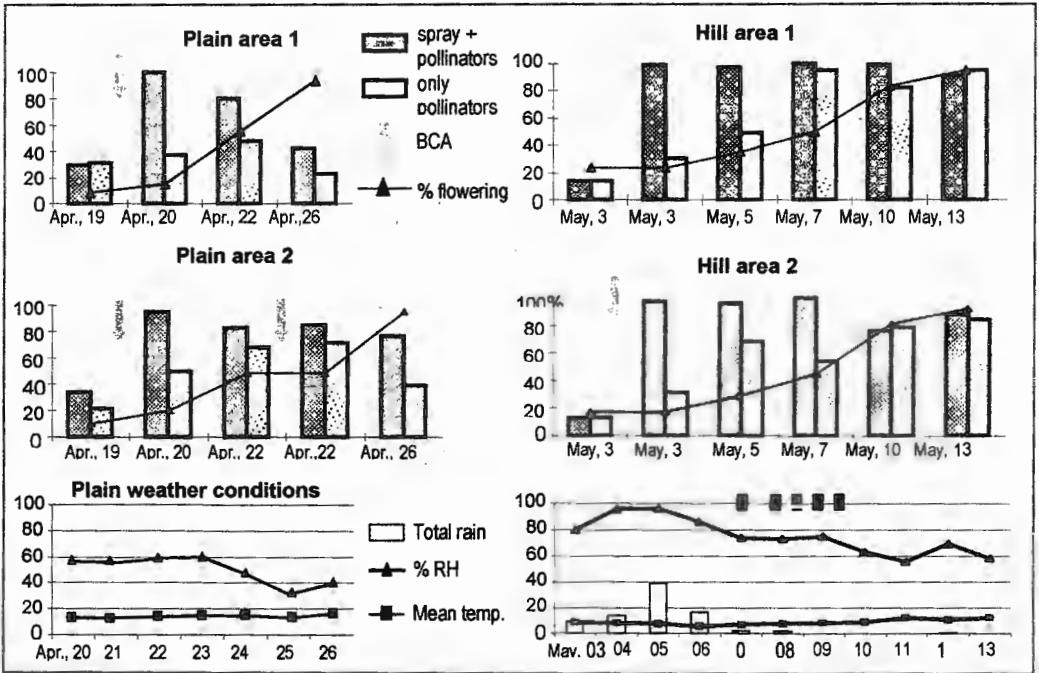 Plain area 1
100
80
60
40
20
0
Apr., 19 Apr., 20 Apr., 22 Apr.,26
spray +
pollinators
only
pollinators
BCA
% flowering
Hill area 1
100
80
60
40
20
0
May, 3 May, 3 May, 5 May, 7 May, 10 May, 13
Plain area 2
100
80
60
40
20
0
Apr., 19 Apr., 20 Apr., 22 Apr.,22 Apr., 26
Hill area 2
100%
80
60
40
20
0
May, 3 May, 3 May, 5 May, 7 May, 10 May, 13
Plain weather conditions
100
80
60
40
20
0
Apr., 20 21 22 23 24 25 26
Total rain
% RH
Mean temp.
100
80
60
40
20
0
May. 03 04 05 06 0 08 09 10 11 1 13